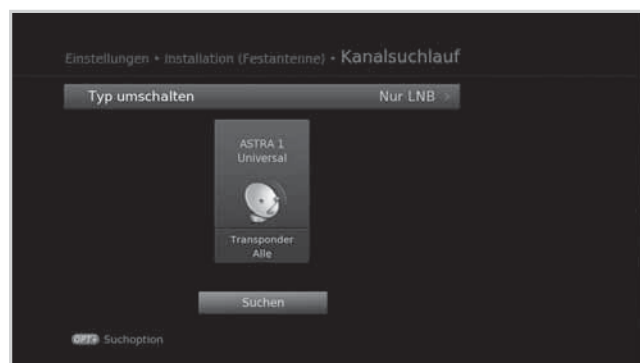 Einstellungen • Installation (Festantenne) • Kanalsuchlauf
Typ umschalten Nur LNB >
ASTRA 1
Universal
Transponder
Alle
Suchen
OPT+ Suchoption